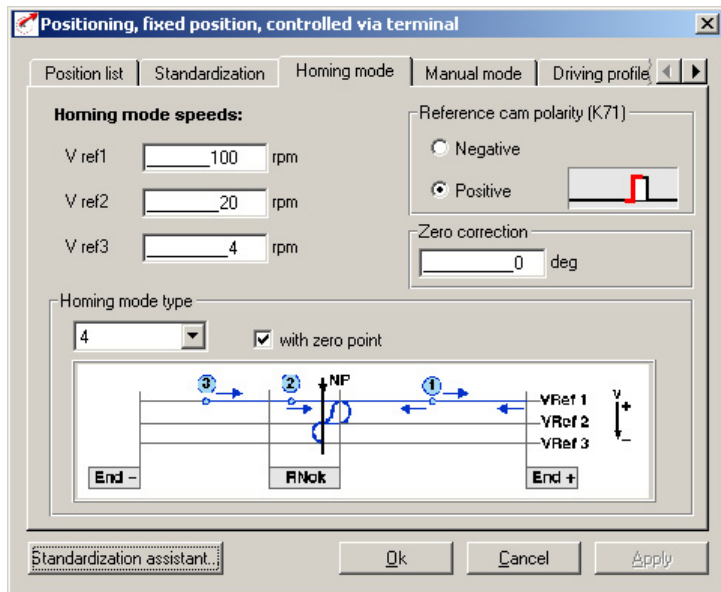 Positioning, fixed position, controlled via terminal
Position list Standardization Homing mode Manual mode Driving profile
Homing mode speeds:
V ref1 100 rpm
V ref2 20 rpm
V ref3 4 rpm
Reference cam polarity (K71)
Negative
Positive
Zero correction
0 deg
Homing mode type
4 with zero point
3 2 NP 1
VRef 1
VRef 2
VRef 3
V
+
-
End - RNok End +
Standardization assistant... Ok Cancel Apply